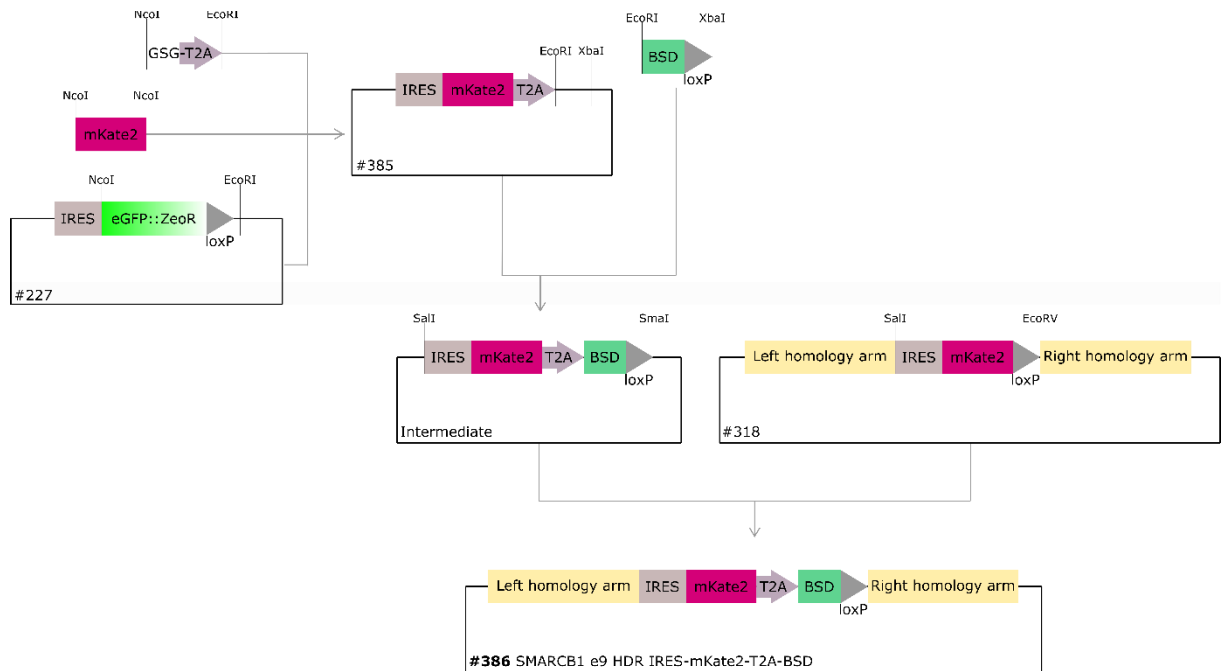 NcoI EcoRI
GSG-T2A
NcoI NcoI
mKate2
NcoI EcoRI
IRES eGFP::ZeoR
loxP
#227
EcoRI XbaI
IRES mKate2 T2A
#385
EcoRI XbaI
BSD
loxP
SalI SmaI
IRES mKate2 T2A BSD
loxP
Intermediate
SalI EcoRV
Left homology arm IRES mKate2 Right homology arm
loxP
#318
Left homology arm IRES mKate2 T2A BSD Right homology arm
loxP
#386 SMARCB1 e9 HDR IRES-mKate2-T2A-BSD